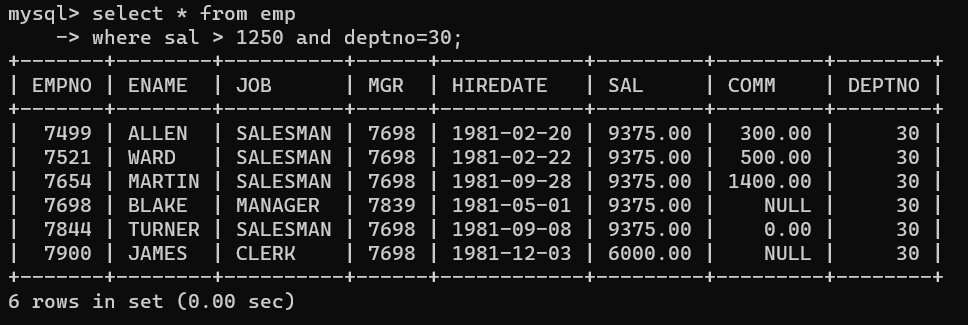 mysql> select * from emp
    -> where sal > 1250 and deptno=30;
+-------+--------+----------+------+------------+---------+---------+--------+
| EMPNO | ENAME  | JOB      | MGR  | HIREDATE   | SAL     | COMM    | DEPTNO |
+-------+--------+----------+------+------------+---------+---------+--------+
|  7499 | ALLEN  | SALESMAN | 7698 | 1981-02-20 | 9375.00 |  300.00 |     30 |
|  7521 | WARD   | SALESMAN | 7698 | 1981-02-22 | 9375.00 |  500.00 |     30 |
|  7654 | MARTIN | SALESMAN | 7698 | 1981-09-28 | 9375.00 | 1400.00 |     30 |
|  7698 | BLAKE  | MANAGER  | 7839 | 1981-05-01 | 9375.00 |    NULL |     30 |
|  7844 | TURNER | SALESMAN | 7698 | 1981-09-08 | 9375.00 |    0.00 |     30 |
|  7900 | JAMES  | CLERK    | 7698 | 1981-12-03 | 6000.00 |    NULL |     30 |
+-------+--------+----------+------+------------+---------+---------+--------+
6 rows in set (0.00 sec)